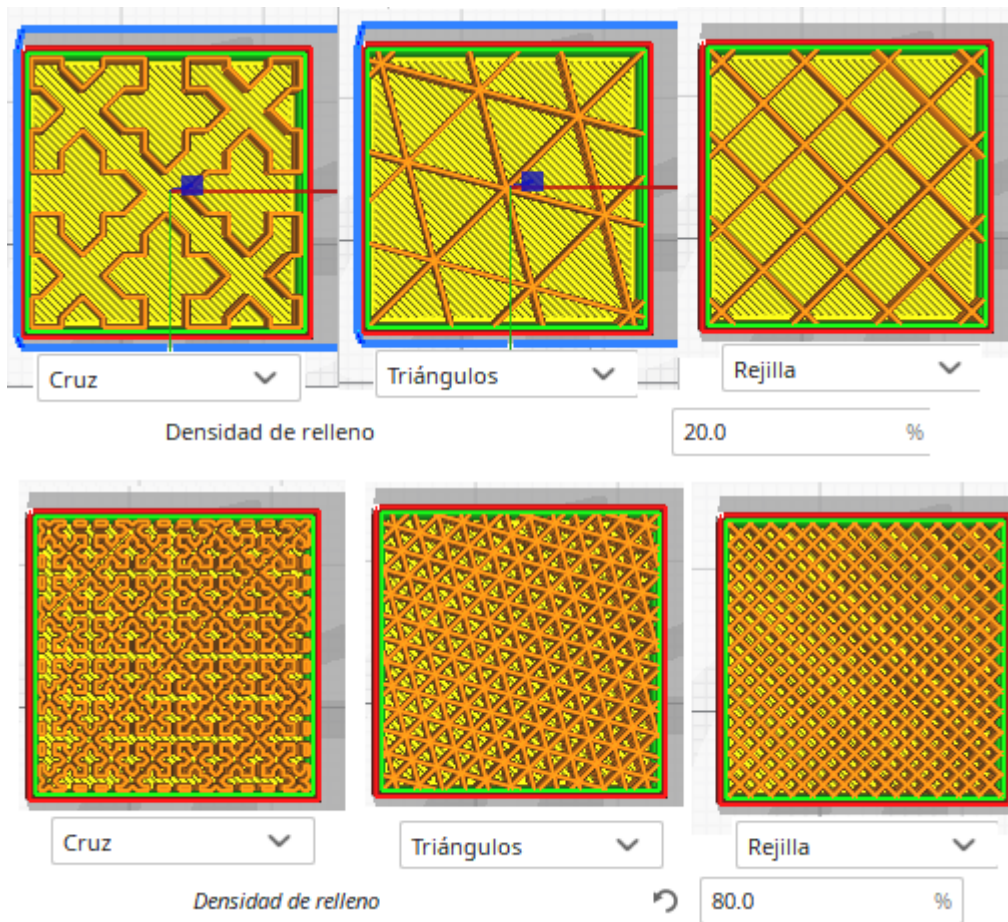 Cruz
Triángulos
Rejilla
Densidad de relleno
20.0 %
Cruz
Triángulos
Rejilla
Densidad de relleno
80.0 %